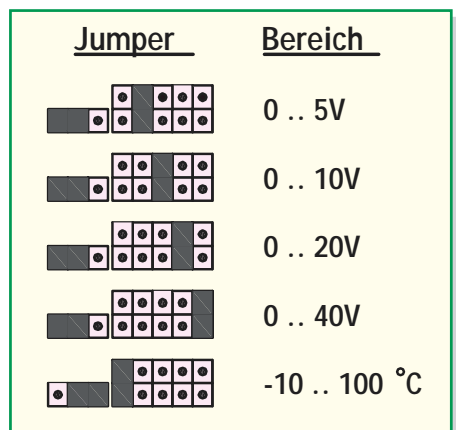 Jumper Bereich
0 .. 5V
0 .. 10V
0 .. 20V
0 .. 40V
-10 .. 100 °C